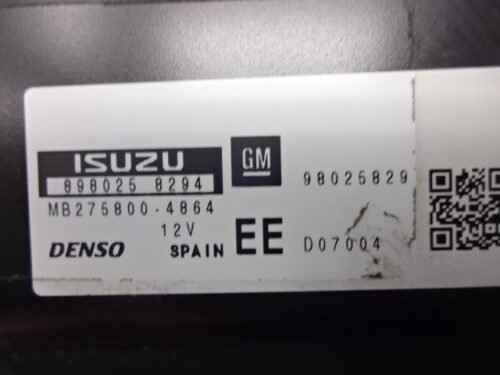 ISUZU
GM
898025 8294
98025829
MB275800-4864
12V
DENSO
SPAIN
EE
D07004